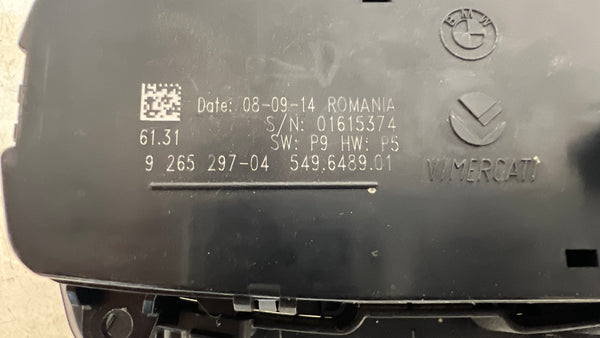 BMW
Date: 08-09-14 ROMANIA
S/N: 01615374
61.31
SW: P9 HW: P5
9 265 297-04 549.6489.01
VIMERCATI